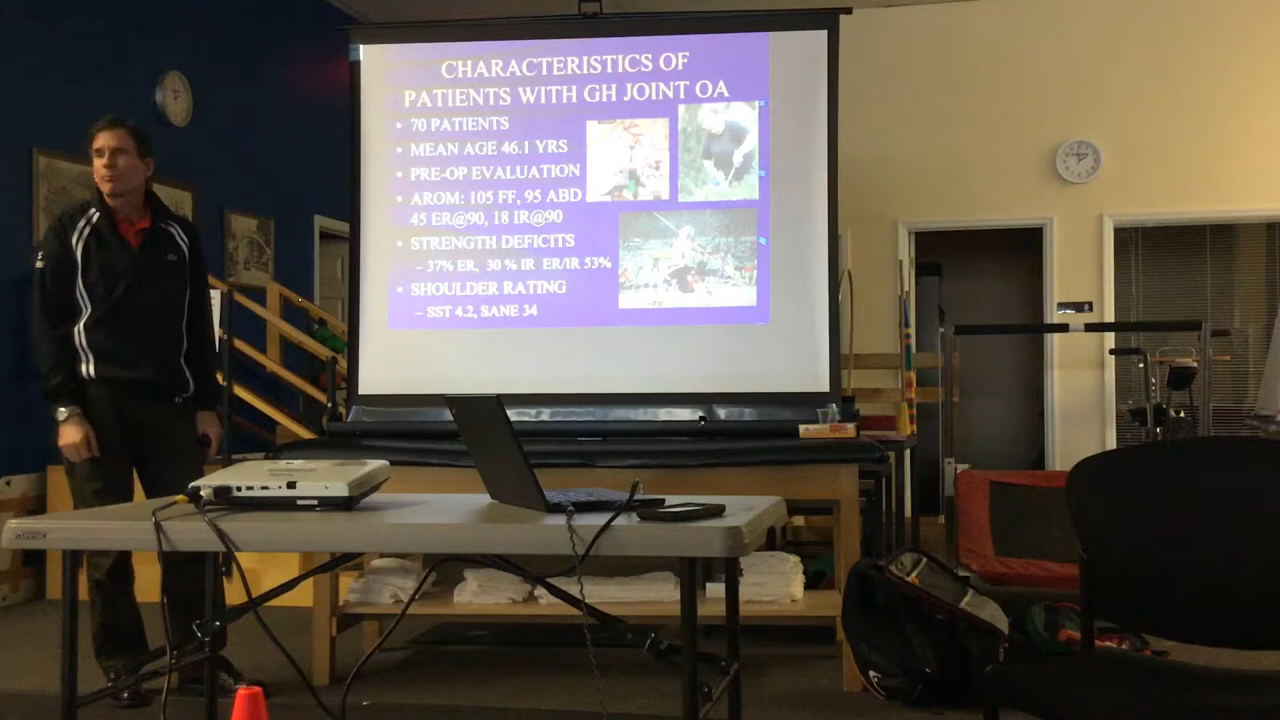 CHARACTERISTICS OF
PATIENTS WITH GH JOINT OA
• 70 PATIENTS
• MEAN AGE 46.1 YRS
• PRE-OP EVALUATION
• AROM: 105 FF, 95 ABD
45 ER@90, 18 IR@90
• STRENGTH DEFICITS
– 37% ER, 30 % IR ER/IR 53%
• SHOULDER RATING
– SST 4.2, SANE 34